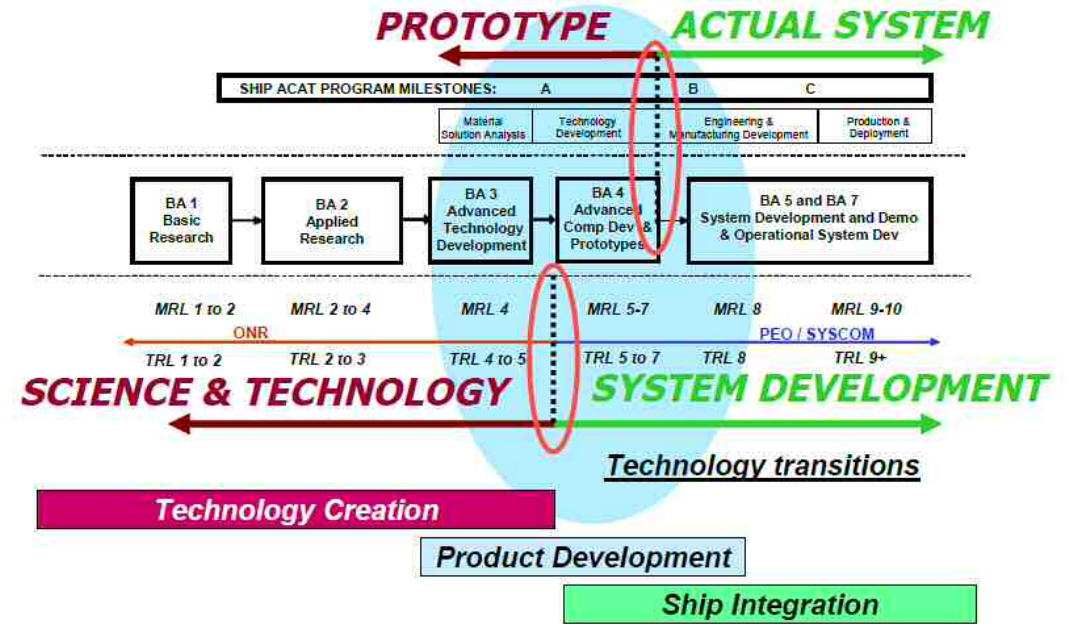 PROTOTYPE ACTUAL SYSTEM
SHIP ACAT PROGRAM MILESTONES: A B C
Material
Solution Analysis
Technology
Development
Engineering &
Manufacturing Development
Production &
Deployment
BA 1
Basic
Research
BA 2
Applied
Research
BA 3
Advanced
Technology
Development
BA 4
Advanced
Comp Dev &
Prototypes
BA 5 and BA 7
System Development and Demo
& Operational System Dev
MRL 1 to 2 MRL 2 to 4 MRL 4 MRL 5-7 MRL 8 MRL 9-10
ONR PEO / SYSCOM
TRL 1 to 2 TRL 2 to 3 TRL 4 to 5 TRL 5 to 7 TRL 8 TRL 9+
SCIENCE & TECHNOLOGY SYSTEM DEVELOPMENT
Technology transitions
Technology Creation
Product Development
Ship Integration